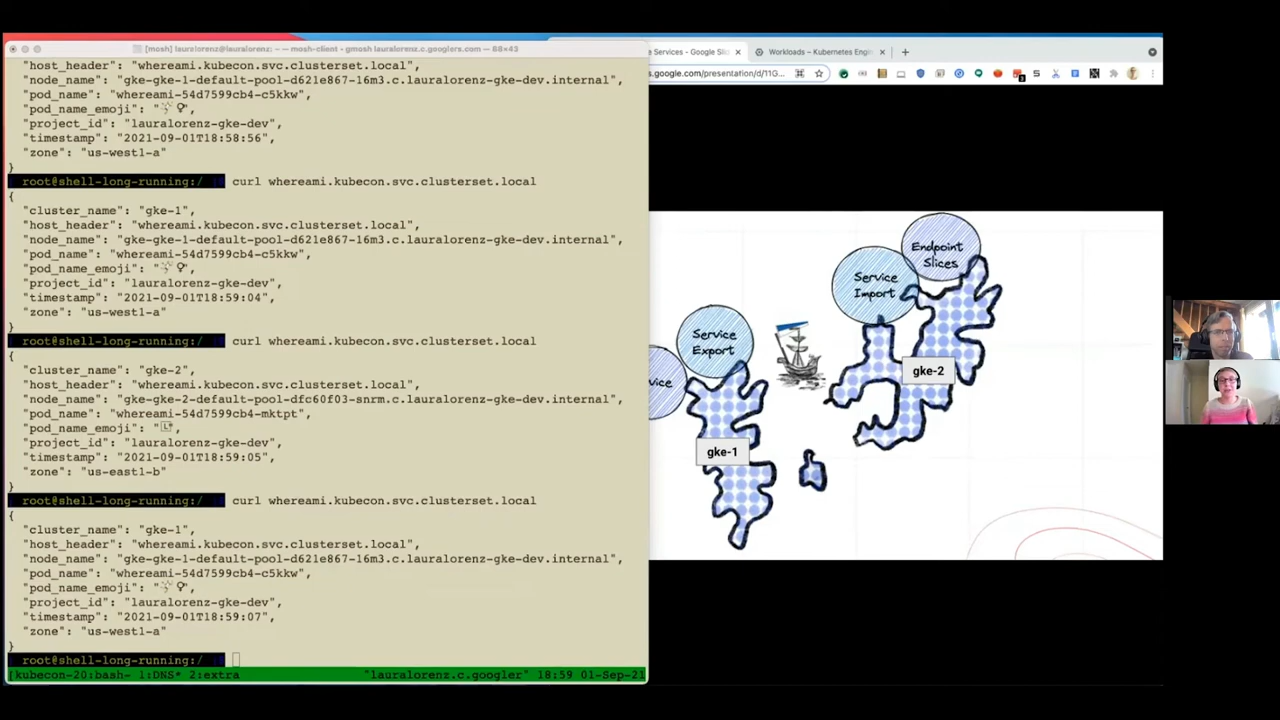 [mosh] lauralorenz@lauralorenz: ~ — mosh-client - gmosh lauralorenz.c.googlers.com — 88×43
"host_header": "whereami.kubecon.svc.clusterset.local",
"node_name": "gke-gke-1-default-pool-d621e867-16m3.c.lauralorenz-gke-dev.internal",
"pod_name": "whereami-54d7599cb4-c5kkw",
"pod_name_emoji": "
"project_id": "lauralorenz-gke-dev",
"timestamp": "2021-09-01T18:58:56",
"zone": "us-west1-a"
}
root@shell-long-running:/ curl whereami.kubecon.svc.clusterset.local
{
"cluster_name": "gke-1",
"host_header": "whereami.kubecon.svc.clusterset.local",
"node_name": "gke-gke-1-default-pool-d621e867-16m3.c.lauralorenz-gke-dev.internal",
"pod_name": "whereami-54d7599cb4-c5kkw",
"pod_name_emoji": "
"project_id": "lauralorenz-gke-dev",
"timestamp": "2021-09-01T18:59:04",
"zone": "us-west1-a"
}
root@shell-long-running:/ curl whereami.kubecon.svc.clusterset.local
{
"cluster_name": "gke-2",
"host_header": "whereami.kubecon.svc.clusterset.local",
"node_name": "gke-gke-2-default-pool-dfc60f03-snrm.c.lauralorenz-gke-dev.internal",
"pod_name": "whereami-54d7599cb4-mktpt",
"pod_name_emoji": "
"project_id": "lauralorenz-gke-dev",
"timestamp": "2021-09-01T18:59:05",
"zone": "us-east1-b"
}
root@shell-long-running:/ curl whereami.kubecon.svc.clusterset.local
{
"cluster_name": "gke-1",
"host_header": "whereami.kubecon.svc.clusterset.local",
"node_name": "gke-gke-1-default-pool-d621e867-16m3.c.lauralorenz-gke-dev.internal",
"pod_name": "whereami-54d7599cb4-c5kkw",
"pod_name_emoji": "
"project_id": "lauralorenz-gke-dev",
"timestamp": "2021-09-01T18:59:07",
"zone": "us-west1-a"
}
root@shell-long-running:/
[kubecon-20:bash- 1:DNS* 2:extra "lauralorenz.c.googler" 18:59 01-Sep-21
Services - Google Sli
Workloads – Kubernetes Engin
s.google.com/presentation/d/11G...
Endpoint
Slices
Service
Import
Service
Export
vice
gke-2
gke-1